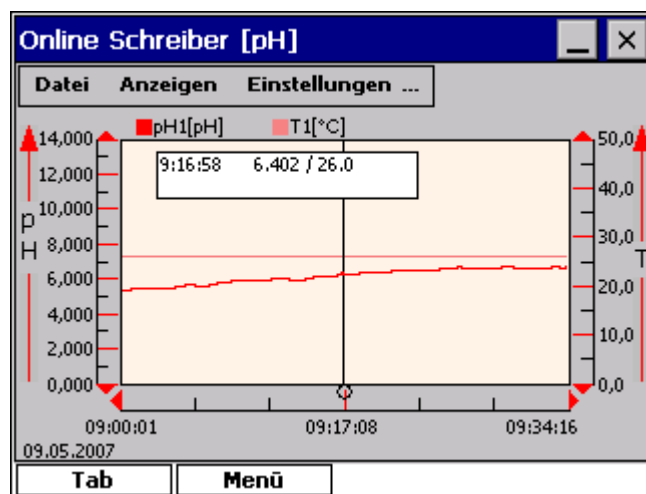 Online Schreiber [pH]
Datei Anzeigen Einstellungen ...
pH1[pH] T1[°C]
14,000
12,000
10,000
8,000
6,000
4,000
2,000
0,000
pH
9:16:58 6.402 / 26.0
50,0
40,0
30,0
20,0
10,0
0,0
T
09:00:01 09:17:08 09:34:16
09.05.2007
Tab Menü